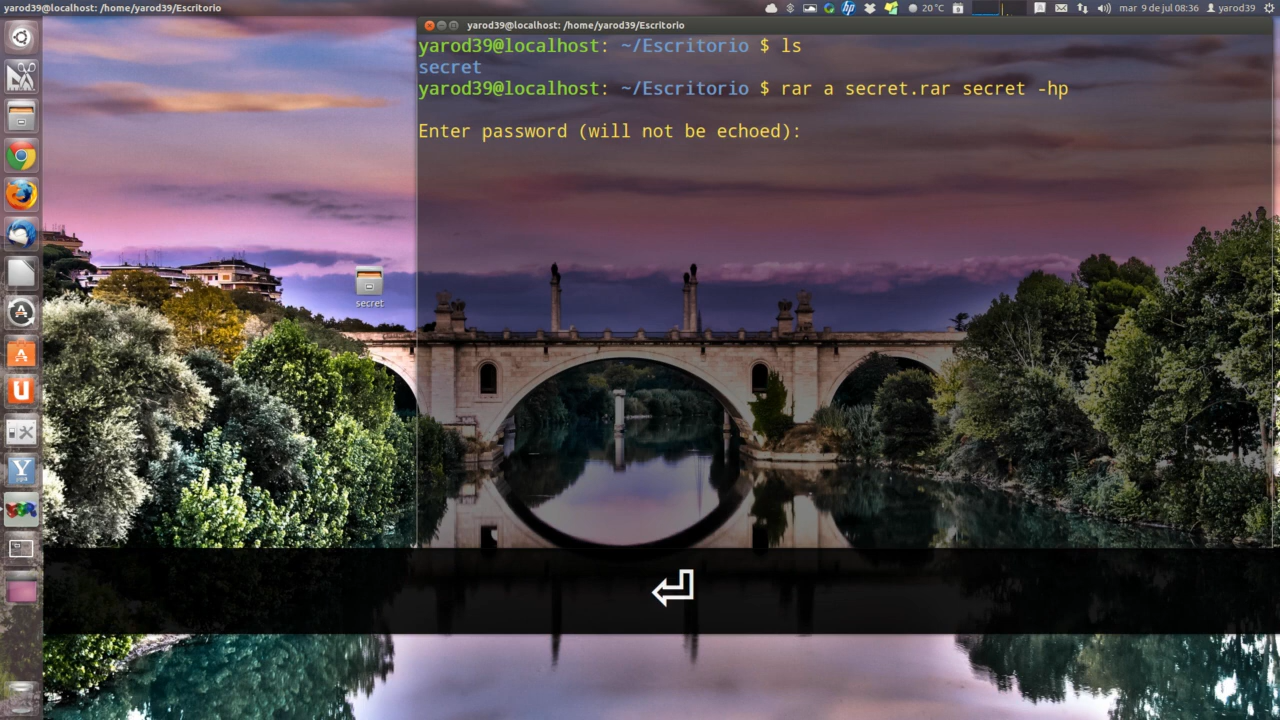 yarod39@localhost: /home/yarod39/Escritorio
20°C
mar 9 de jul 08:36
yarod39
yarod39@localhost: /home/yarod39/Escritorio
yarod39@localhost: ~/Escritorio $ ls
secret
yarod39@localhost: ~/Escritorio $ rar a secret.rar secret -hp
Enter password (will not be echoed):
secret